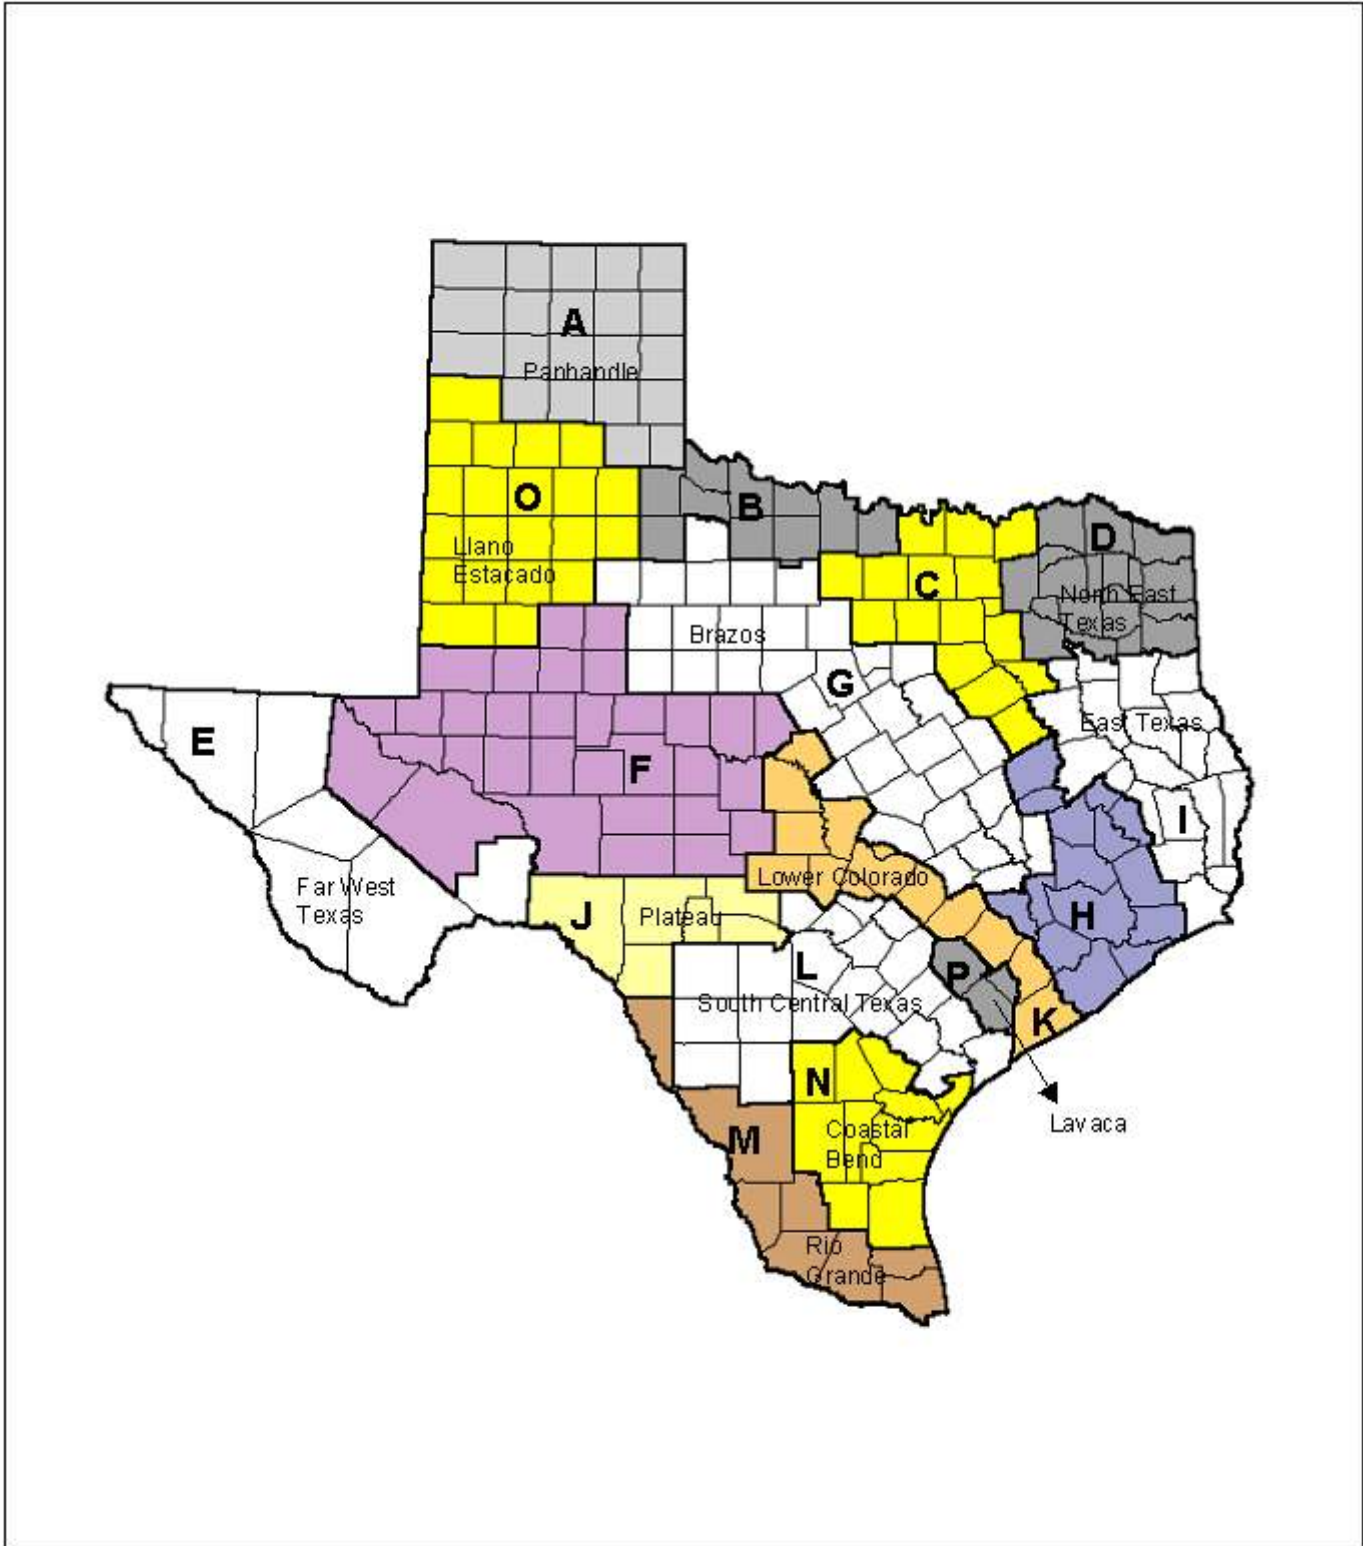 A
Panhandle
O
B
D
Llano
Estacado
C
North East
Texas
Brazos
G
East Texas
E
F
I
Far West
Texas
Lower Colorado
J
Plateau
H
L
P
South Central Texas
K
N
M
Coastal
Bend
Lavaca
Rio
Grande